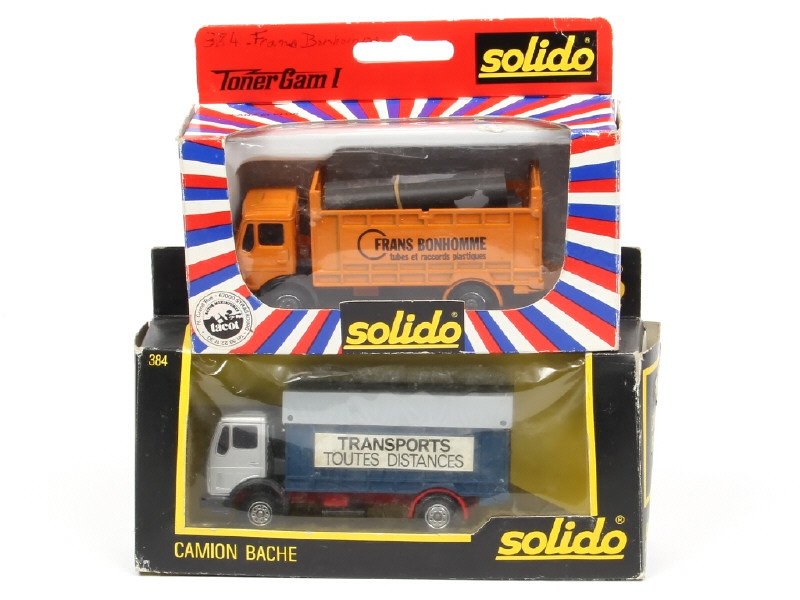 384 Frans Bonhomme
solido
Toner Gam I
FRANS BONHOMME
tubes et raccords plastiques
tacot
solido®
384
TRANSPORTS
TOUTES DISTANCES
CAMION BACHE
solido®